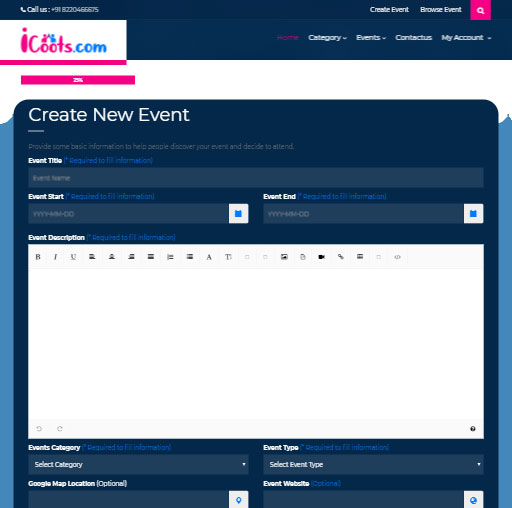 Call us : +91 8220466675 Create Event Browse Event
iCoots.com Home Category Events Contactus My Account
25%
Create New Event
Provide some basic information to help people discover your event and decide to attend.
Event Title (* Required to fill information)
Event Name
Event Start (* Required to fill information) Event End (* Required to fill information)
YYYY-MM-DD YYYY-MM-DD
Event Description (* Required to fill information)
B I U A T
Events Category (* Required to fill information) Event Type (* Required to fill information)
Select Category Select Event Type
Google Map Location (Optional) Event Website (Optional)